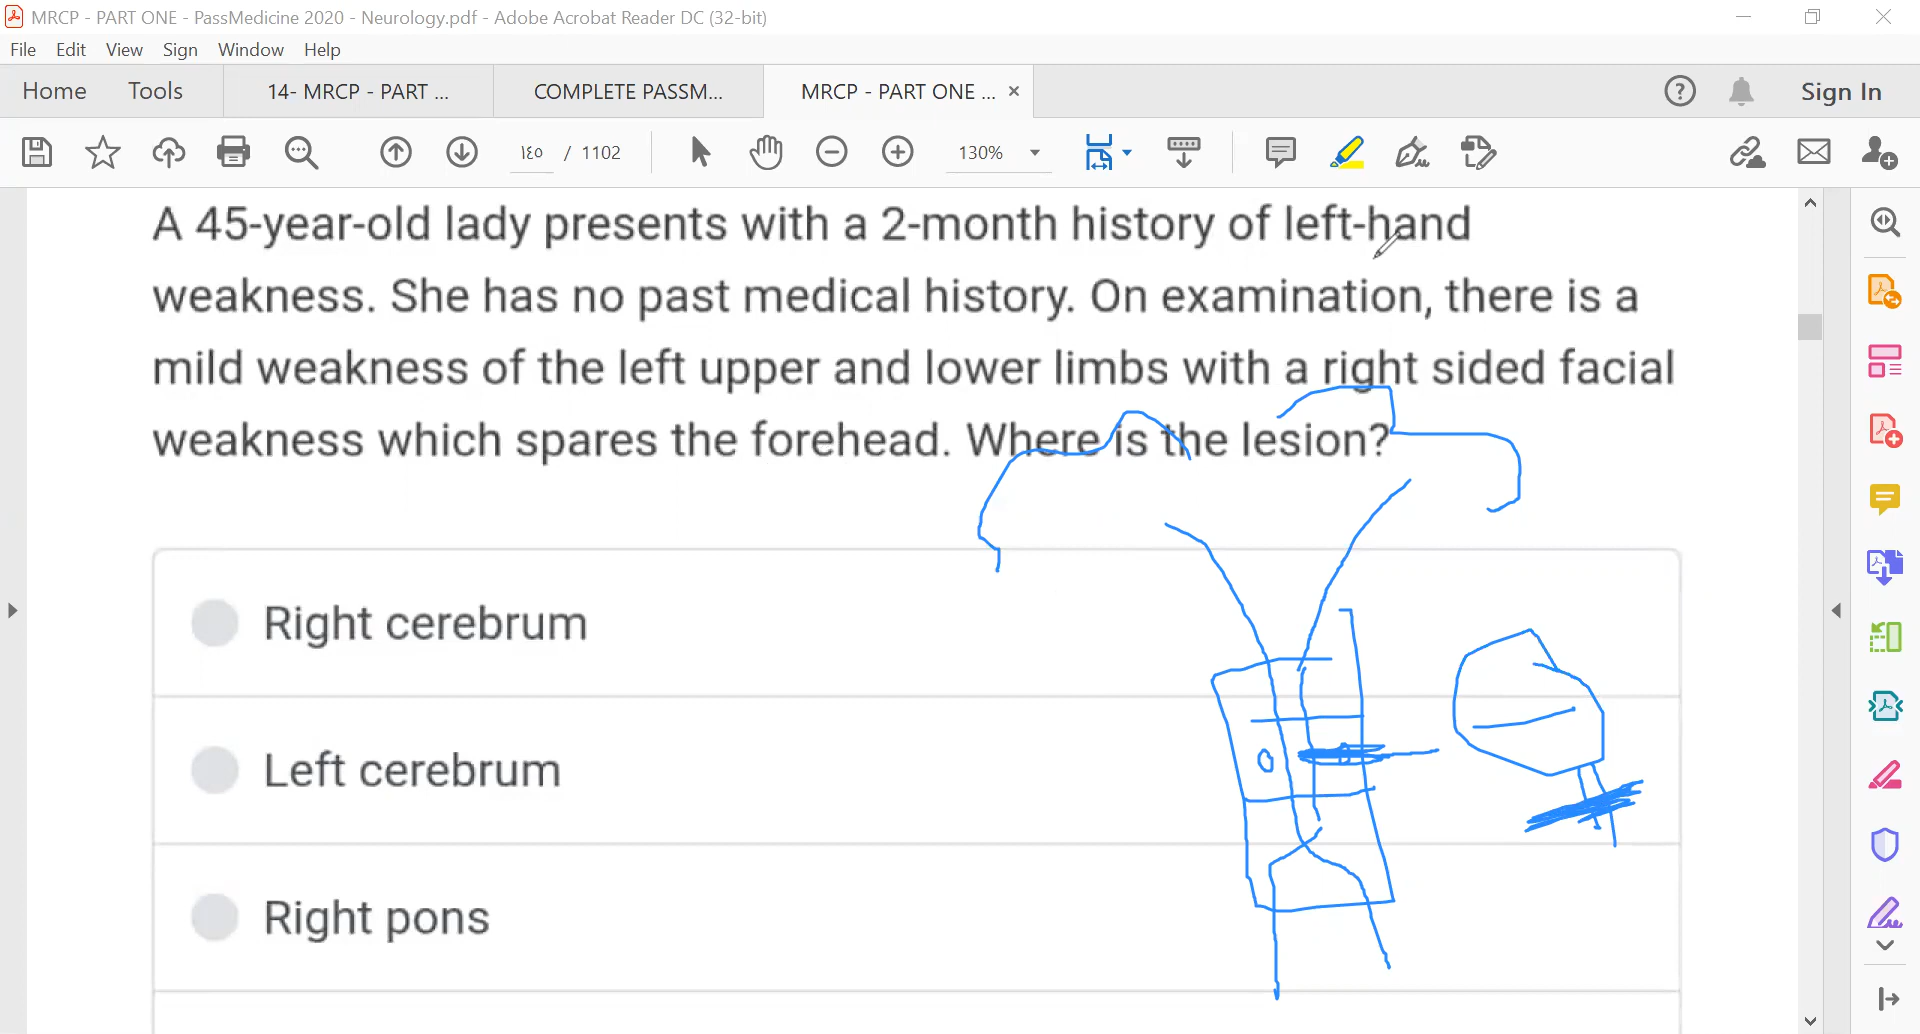 MRCP - PART ONE - PassMedicine 2020 - Neurology.pdf - Adobe Acrobat Reader DC (32-bit)
File Edit View Sign Window Help
Home Tools 14- MRCP - PART ... COMPLETE PASSM... MRCP - PART ONE ... × Sign In
١٤٥ / 1102 130%
A 45-year-old lady presents with a 2-month history of left-hand
weakness. She has no past medical history. On examination, there is a
mild weakness of the left upper and lower limbs with a right sided facial
weakness which spares the forehead. Where is the lesion?
Right cerebrum
Left cerebrum
Right pons